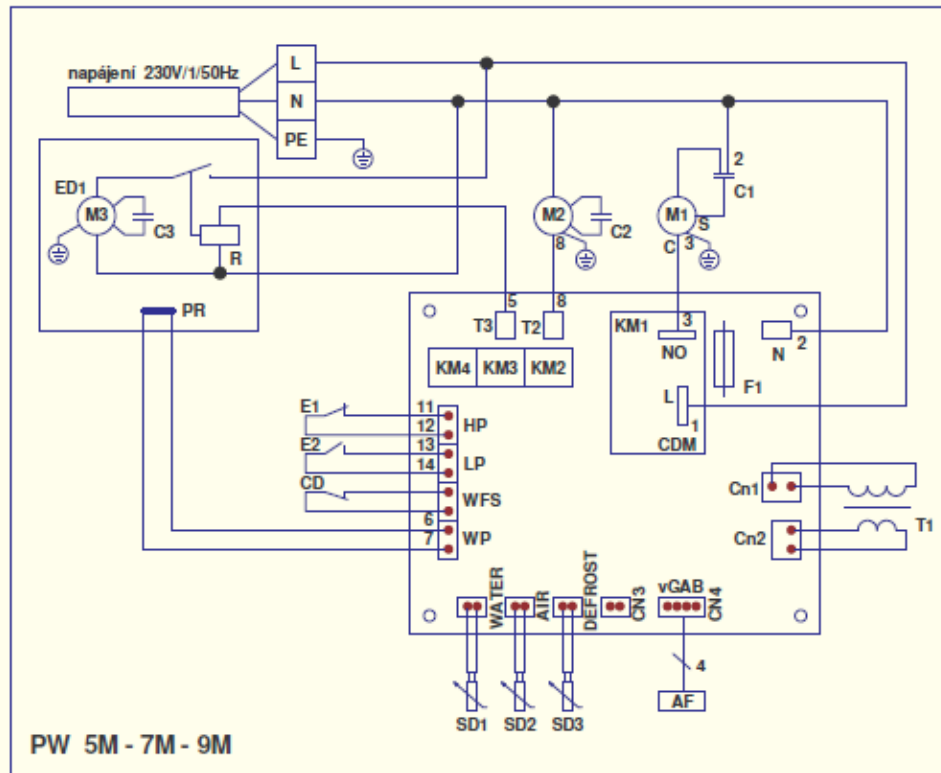 L
napájení 230V/1/50Hz
N
PE
2
C1
ED1
M3
C3
R
M2
8
C2
M1
S
C
3
PR
5
8
T3
T2
KM1
3
NO
N
2
KM4
KM3
KM2
F1
L
1
CDM
E1
11
12
HP
E2
13
14
LP
CD
WFS
6
7
WP
Cn1
T1
Cn2
WATER
AIR
DEFROST
CN3
vGAB
CN4
4
AF
SD1
SD2
SD3
PW 5M - 7M - 9M